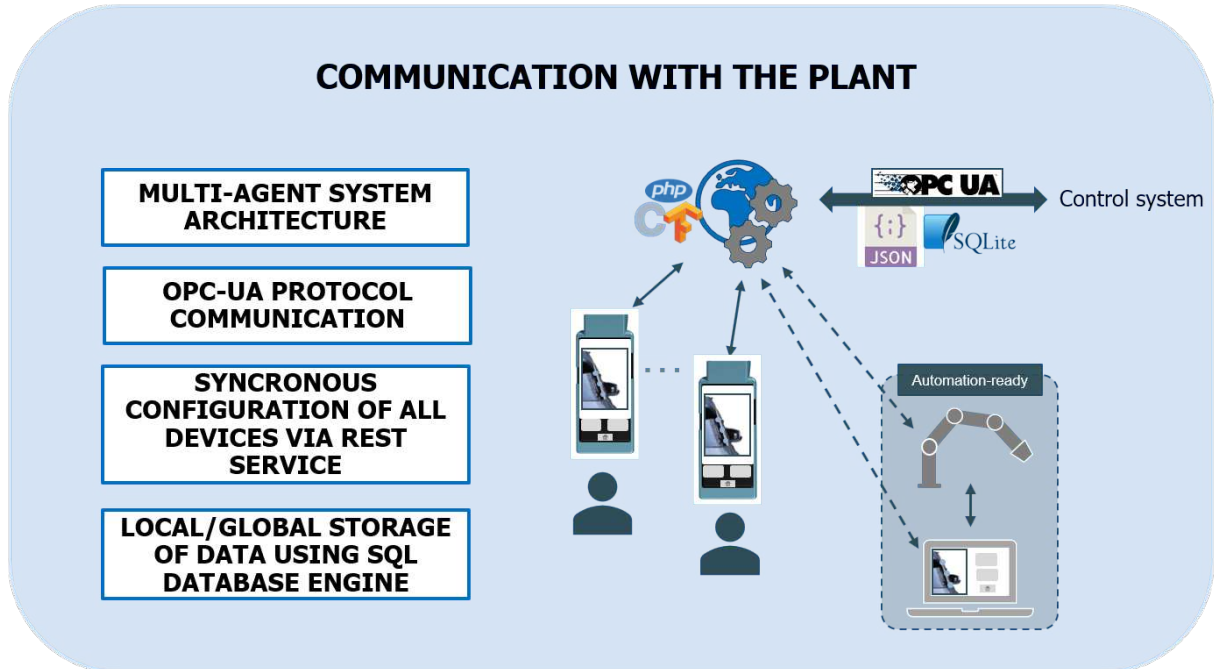 COMMUNICATION WITH THE PLANT
MULTI-AGENT SYSTEM
ARCHITECTURE
OPC-UA PROTOCOL
COMMUNICATION
SYNCRONOUS
CONFIGURATION OF ALL
DEVICES VIA REST
SERVICE
LOCAL/GLOBAL STORAGE
OF DATA USING SQL
DATABASE ENGINE
php
C
OPC UA
Control system
{;}
JSON
SQLite
Automation-ready